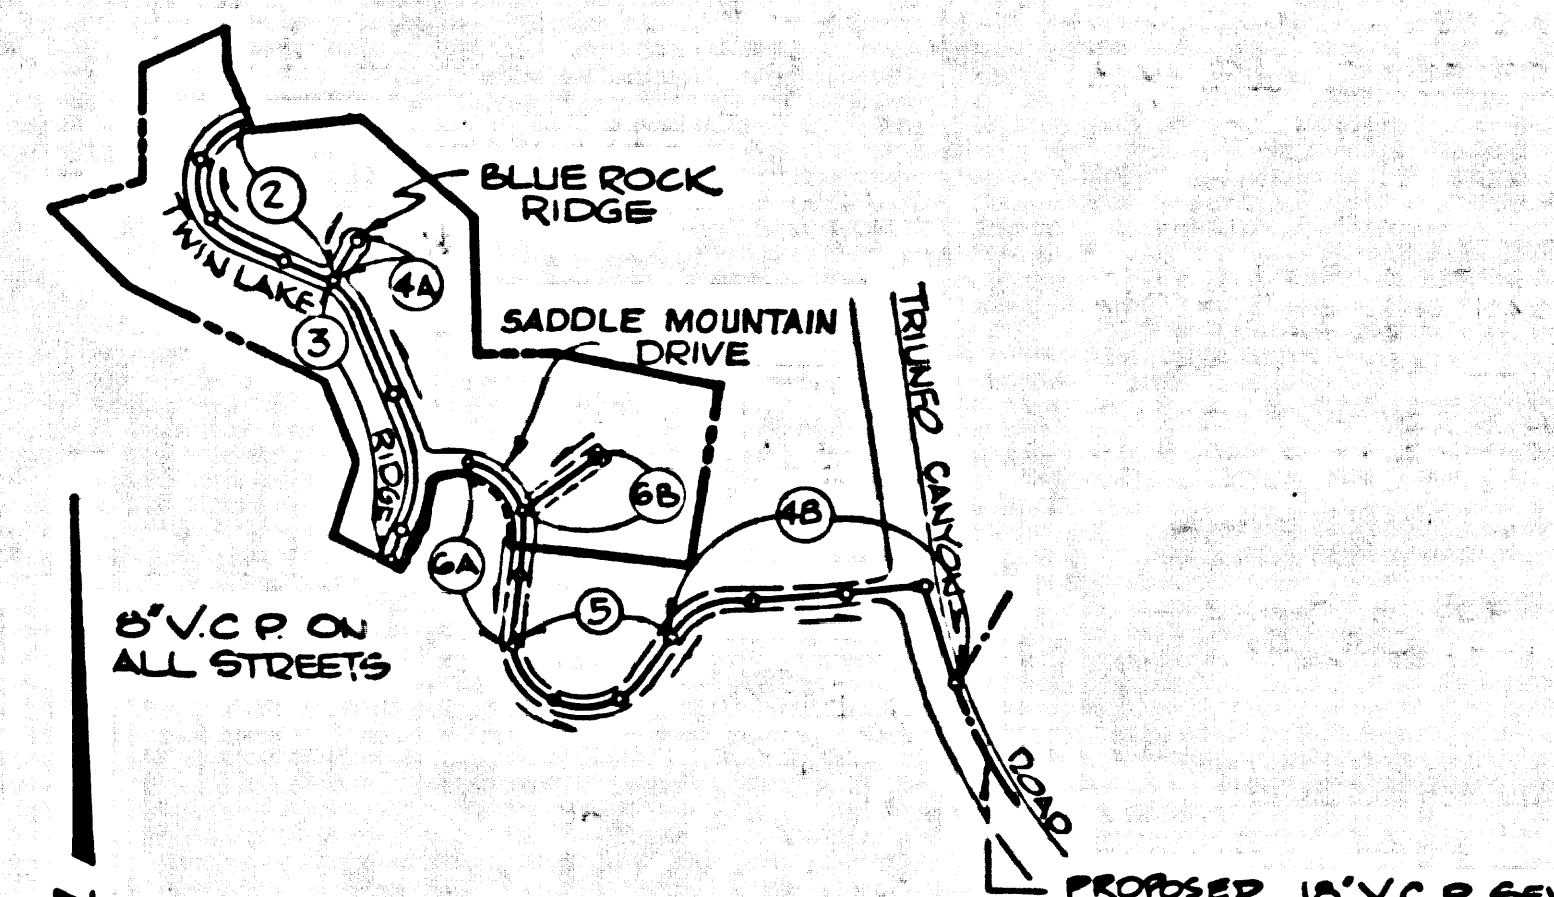 BLUE ROCK
RIDGE
2
TWIN LAKE
4A
3
SADDLE MOUNTAIN
DRIVE
TRIUNFO CANYON
RIDGE
6B
4B
6A
5
8" V.C.P. ON
ALL STREETS
ROAD
PROPOSED 18" V.C.P.